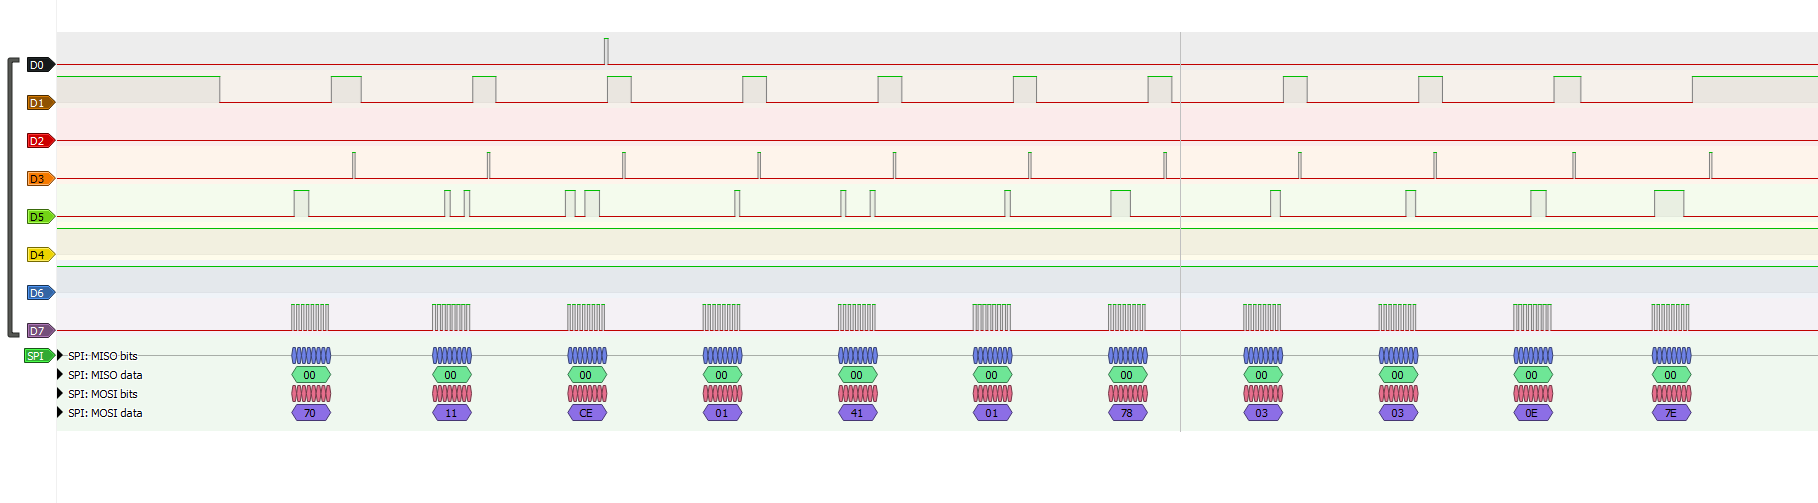 D0
D1
D2
D3
D5
D4
D6
D7
SPI SPI: MISO bits
SPI: MISO data 00 00 00 00 00 00 00 00 00 00 00
SPI: MOSI bits
SPI: MOSI data 70 11 CE 01 41 01 78 03 03 0E 7E